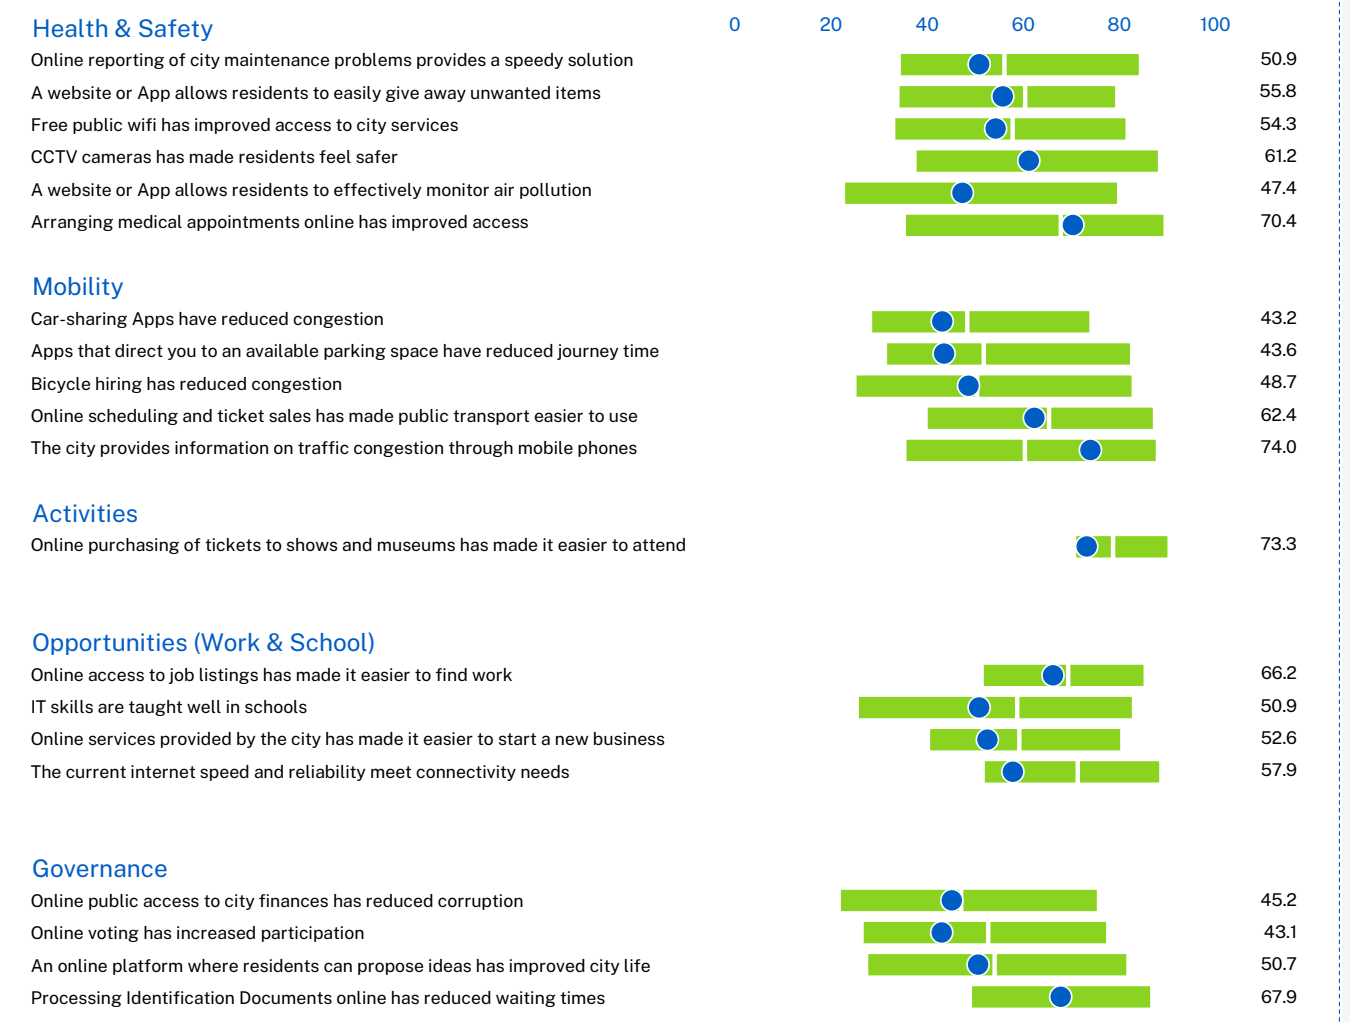 Health & Safety 0 20 40 60 80 100
Online reporting of city maintenance problems provides a speedy solution 50.9
A website or App allows residents to easily give away unwanted items 55.8
Free public wifi has improved access to city services 54.3
CCTV cameras has made residents feel safer 61.2
A website or App allows residents to effectively monitor air pollution 47.4
Arranging medical appointments online has improved access 70.4
Mobility
Car-sharing Apps have reduced congestion 43.2
Apps that direct you to an available parking space have reduced journey time 43.6
Bicycle hiring has reduced congestion 48.7
Online scheduling and ticket sales has made public transport easier to use 62.4
The city provides information on traffic congestion through mobile phones 74.0
Activities
Online purchasing of tickets to shows and museums has made it easier to attend 73.3
Opportunities (Work & School)
Online access to job listings has made it easier to find work 66.2
IT skills are taught well in schools 50.9
Online services provided by the city has made it easier to start a new business 52.6
The current internet speed and reliability meet connectivity needs 57.9
Governance
Online public access to city finances has reduced corruption 45.2
Online voting has increased participation 43.1
An online platform where residents can propose ideas has improved city life 50.7
Processing Identification Documents online has reduced waiting times 67.9